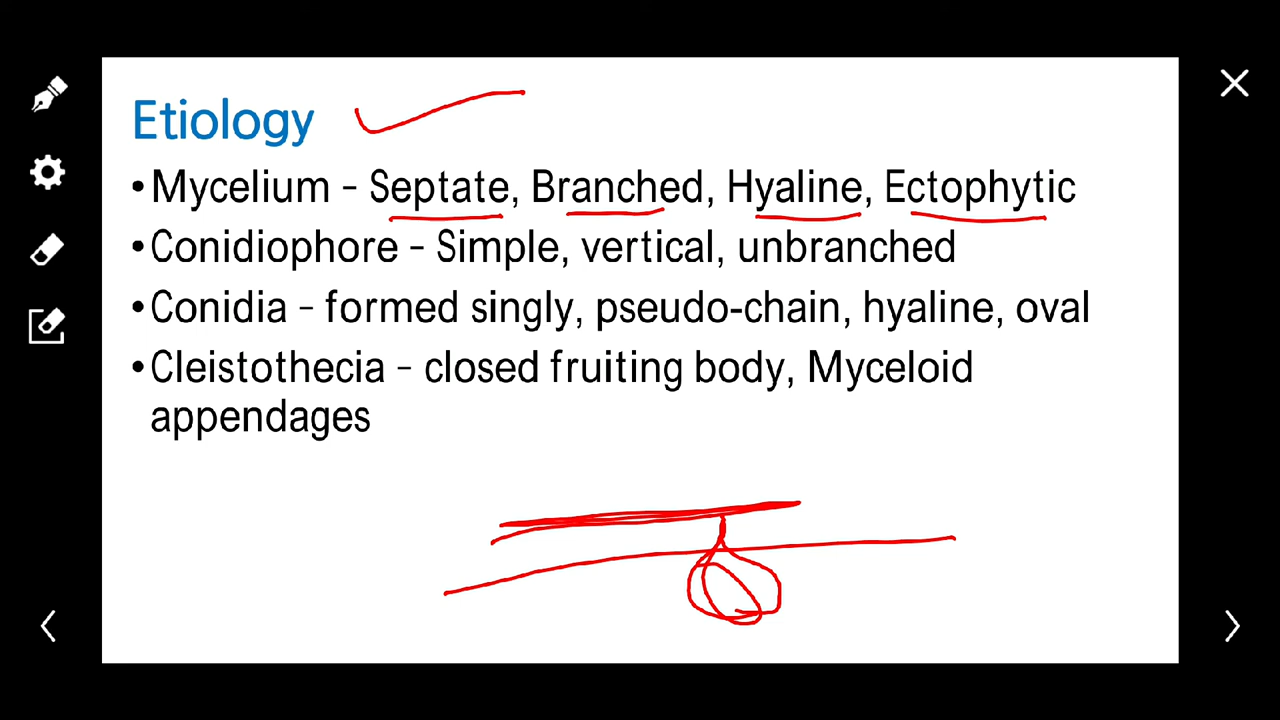 Etiology
•Mycelium – Septate, Branched, Hyaline, Ectophytic
•Conidiophore – Simple, vertical, unbranched
•Conidia – formed singly, pseudo-chain, hyaline, oval
•Cleistothecia – closed fruiting body, Myceloid
appendages